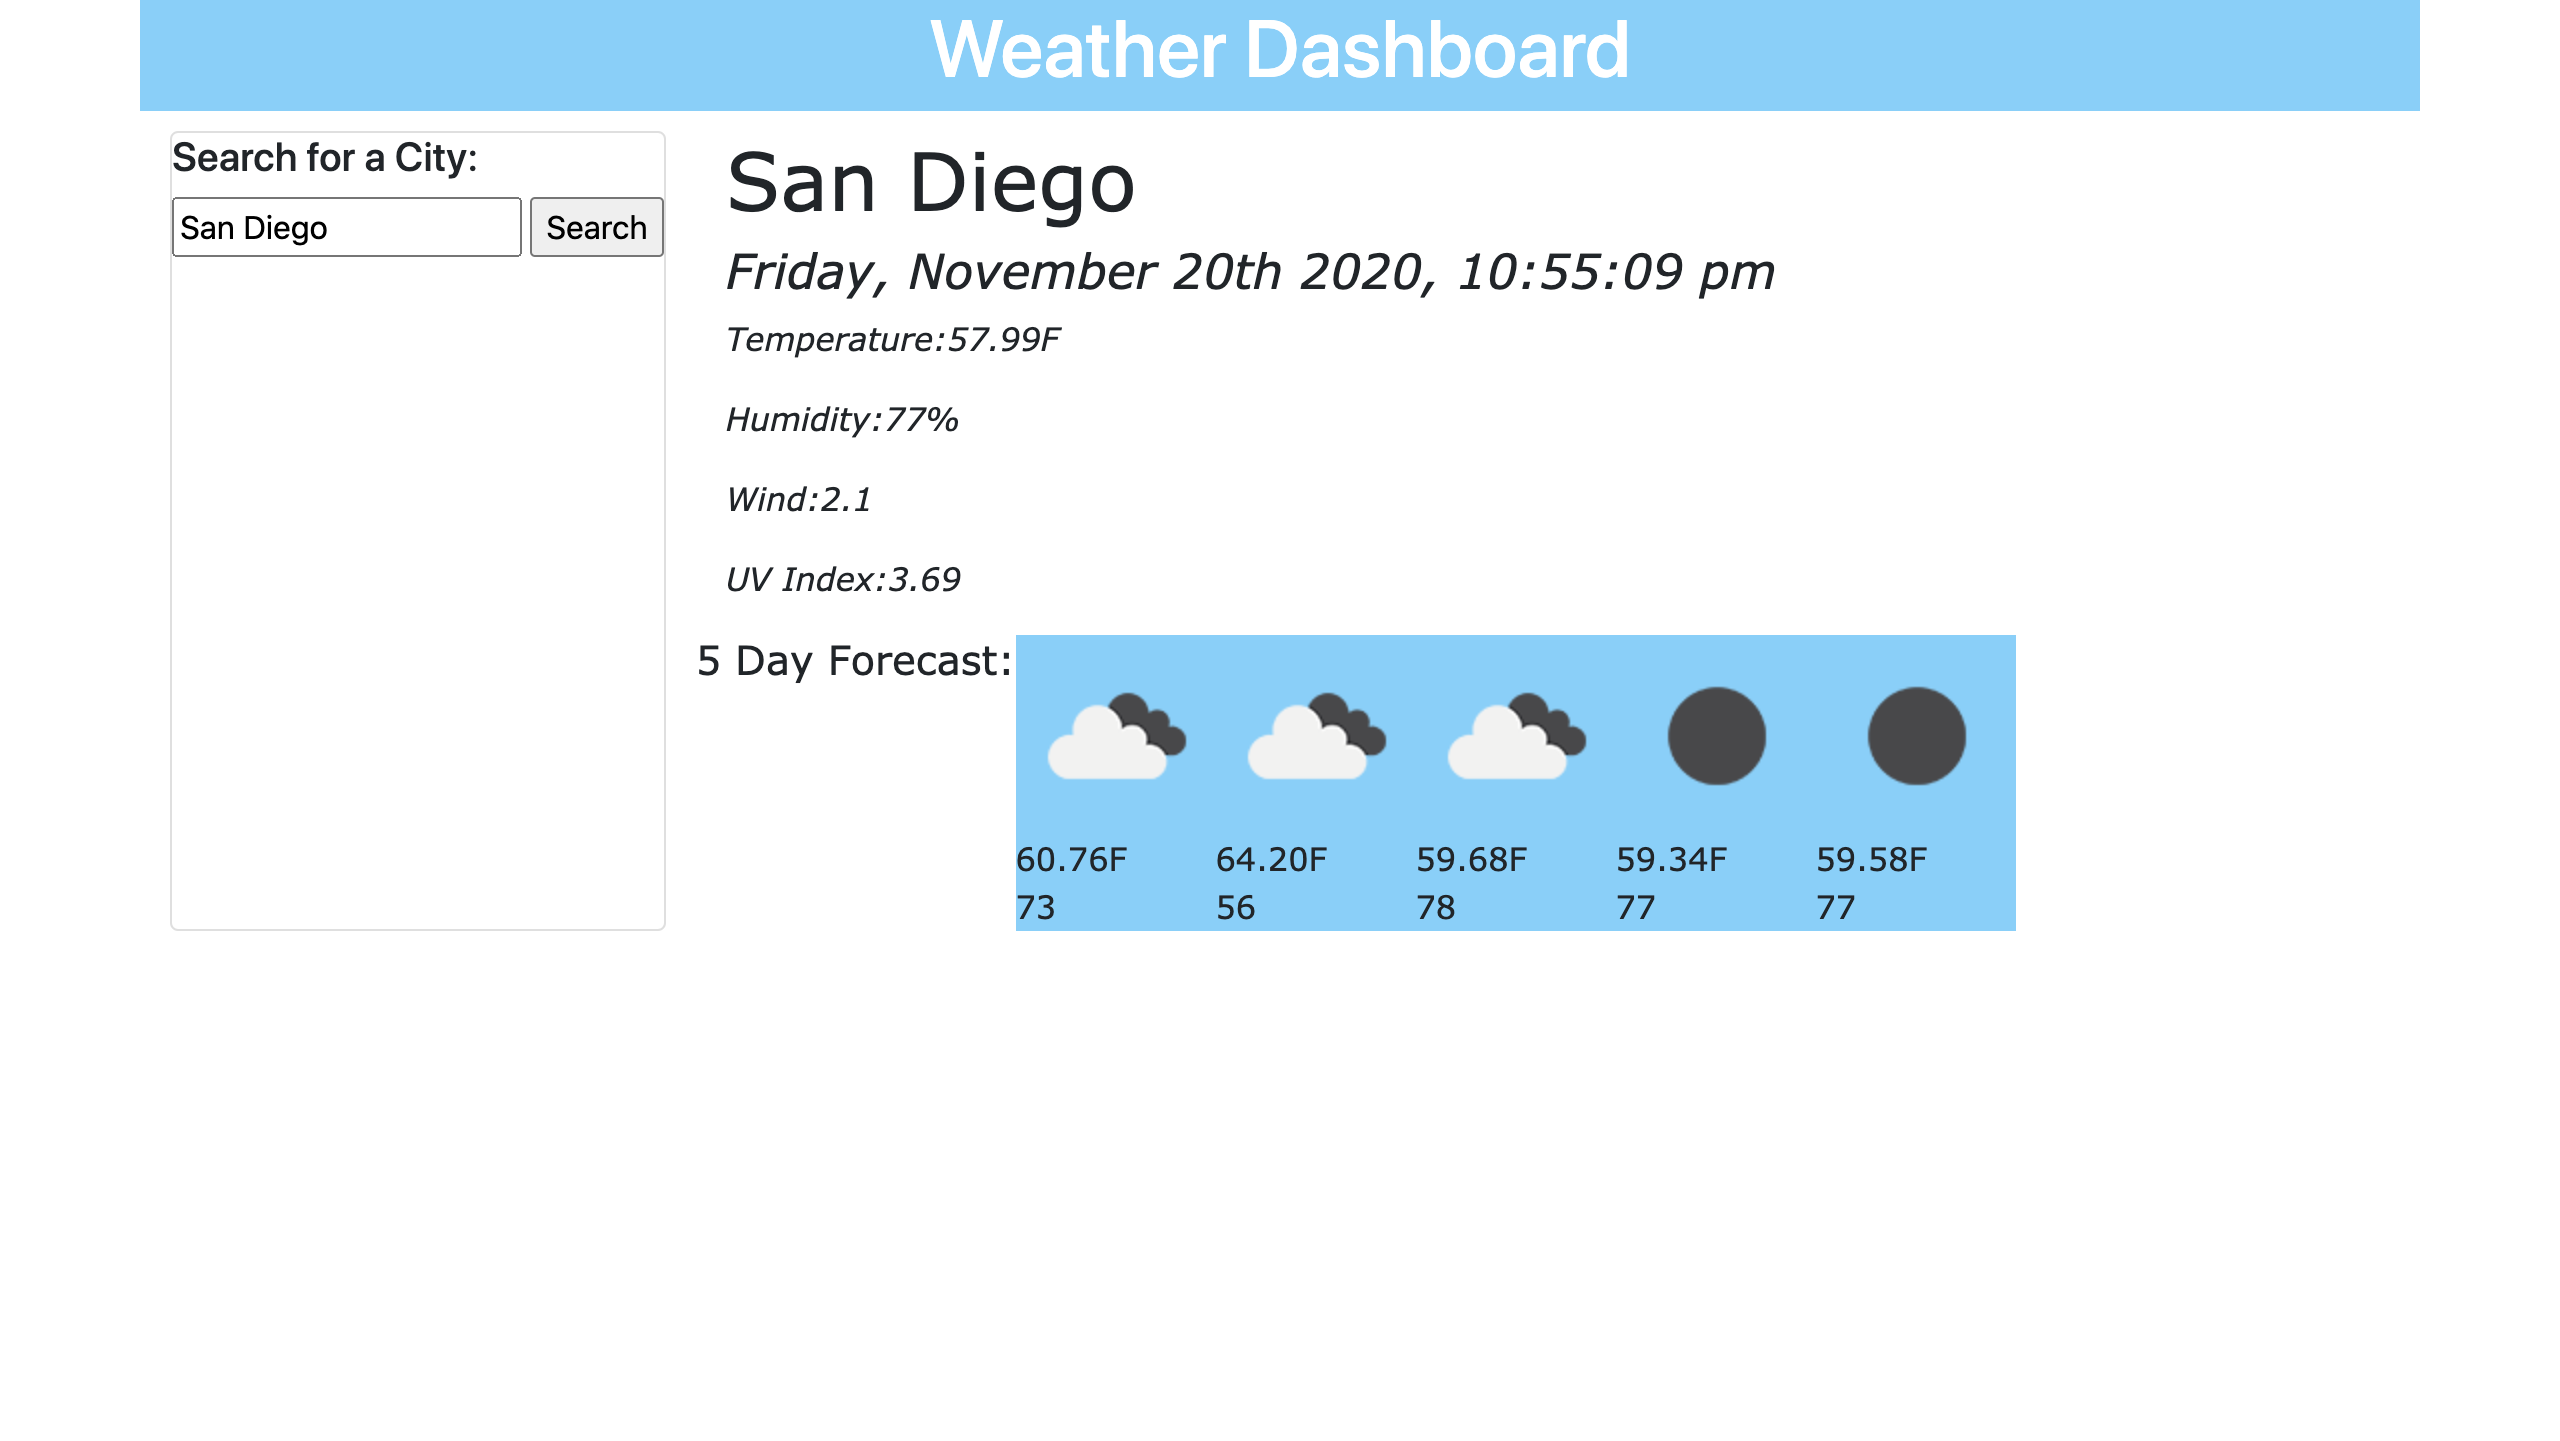 Weather Dashboard
Search for a City:
San Diego Search
San Diego
Friday, November 20th 2020, 10:55:09 pm
Temperature:57.99F
Humidity:77%
Wind:2.1
UV Index:3.69
5 Day Forecast:
60.76F 64.20F 59.68F 59.34F 59.58F
73 56 78 77 77